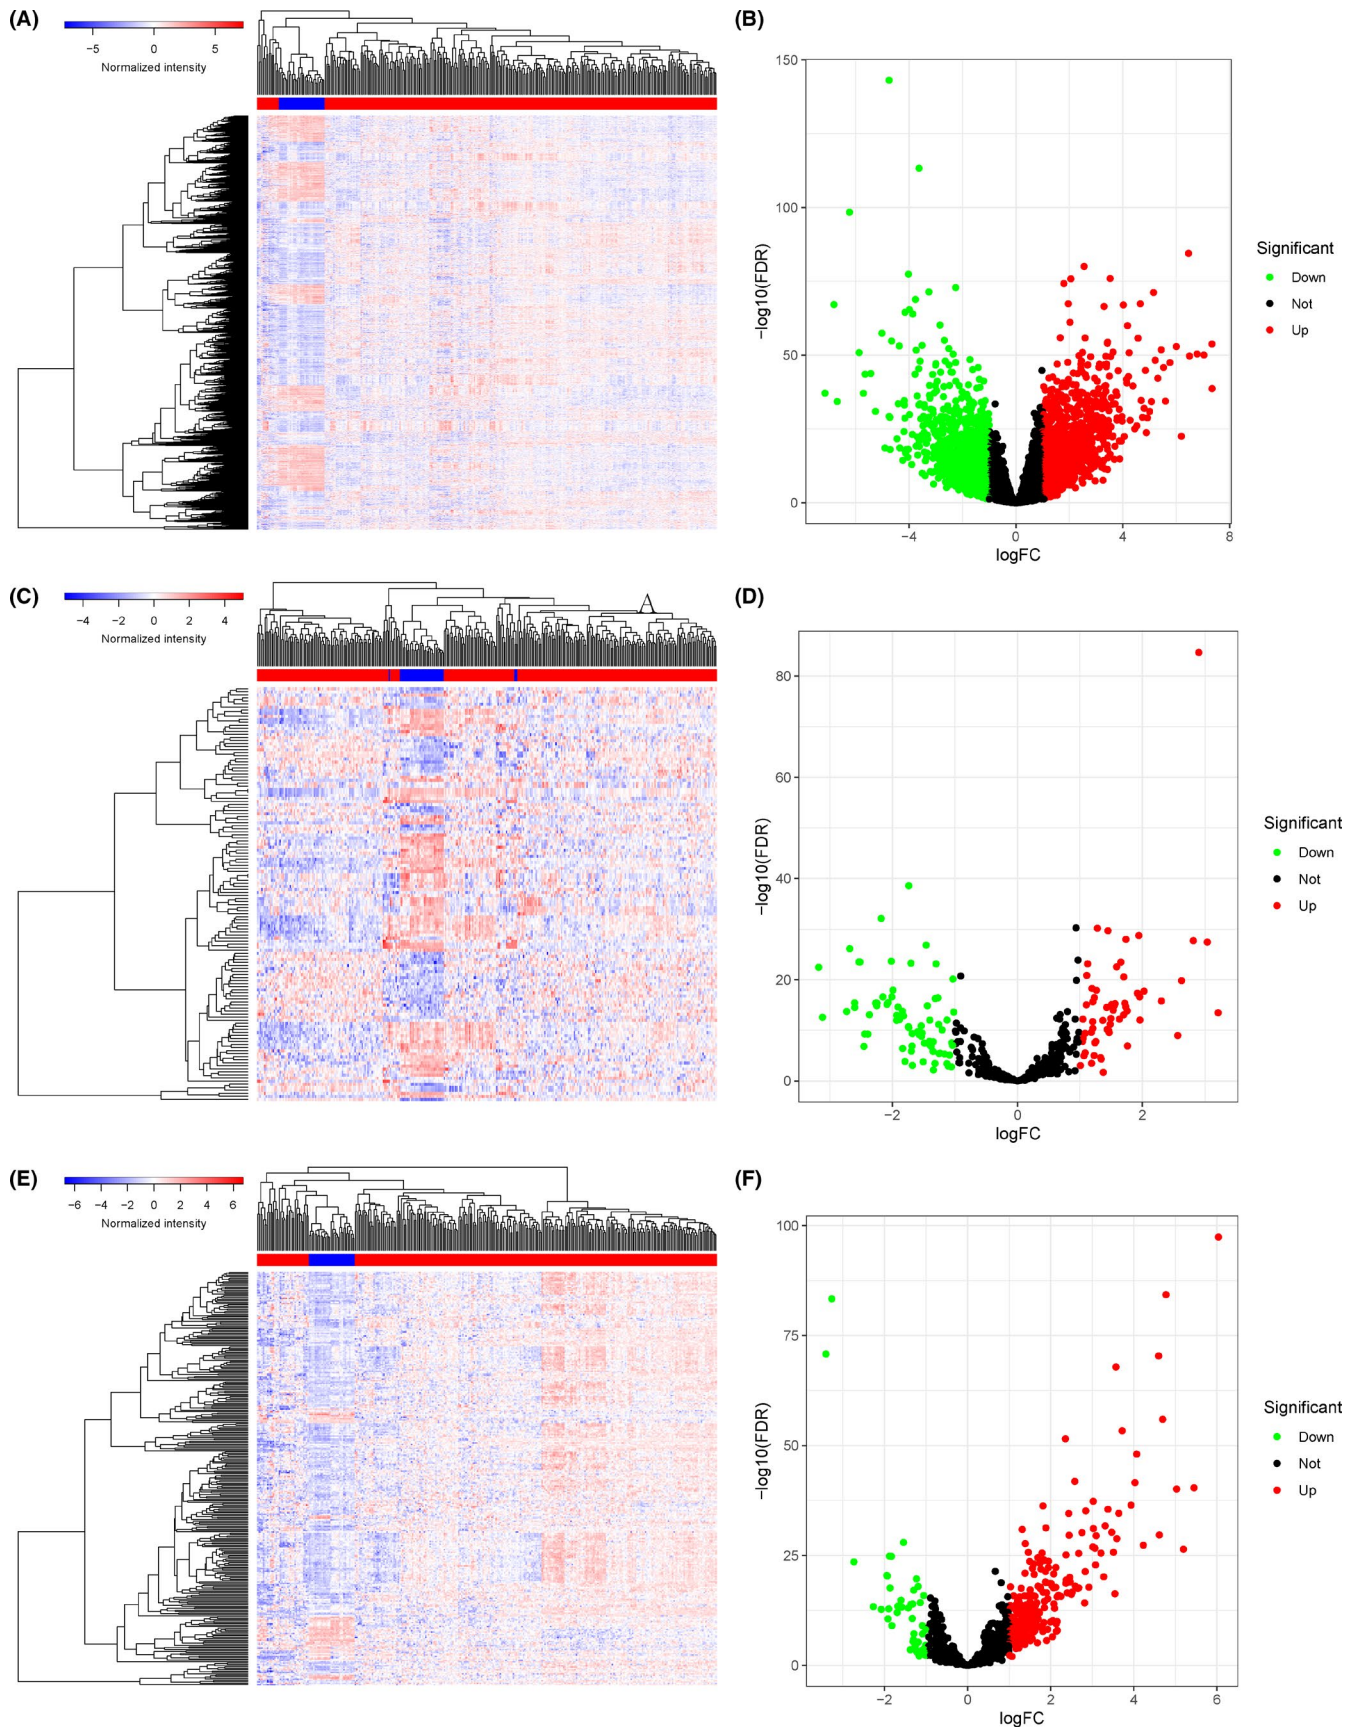 (A)
−5 0 5
Normalized intensity
(B)
150
100
50
0
−log10(FDR)
−4 0 4 8
logFC
Significant
Down
Not
Up
(C)
−4 −2 0 2 4
Normalized intensity
A
(D)
80
60
40
20
0
−log10(FDR)
−2 0 2
logFC
Significant
Down
Not
Up
(E)
−6 −4 −2 0 2 4 6
Normalized intensity
(F)
100
75
50
25
0
−log10(FDR)
−2 0 2 4 6
logFC
Significant
Down
Not
Up